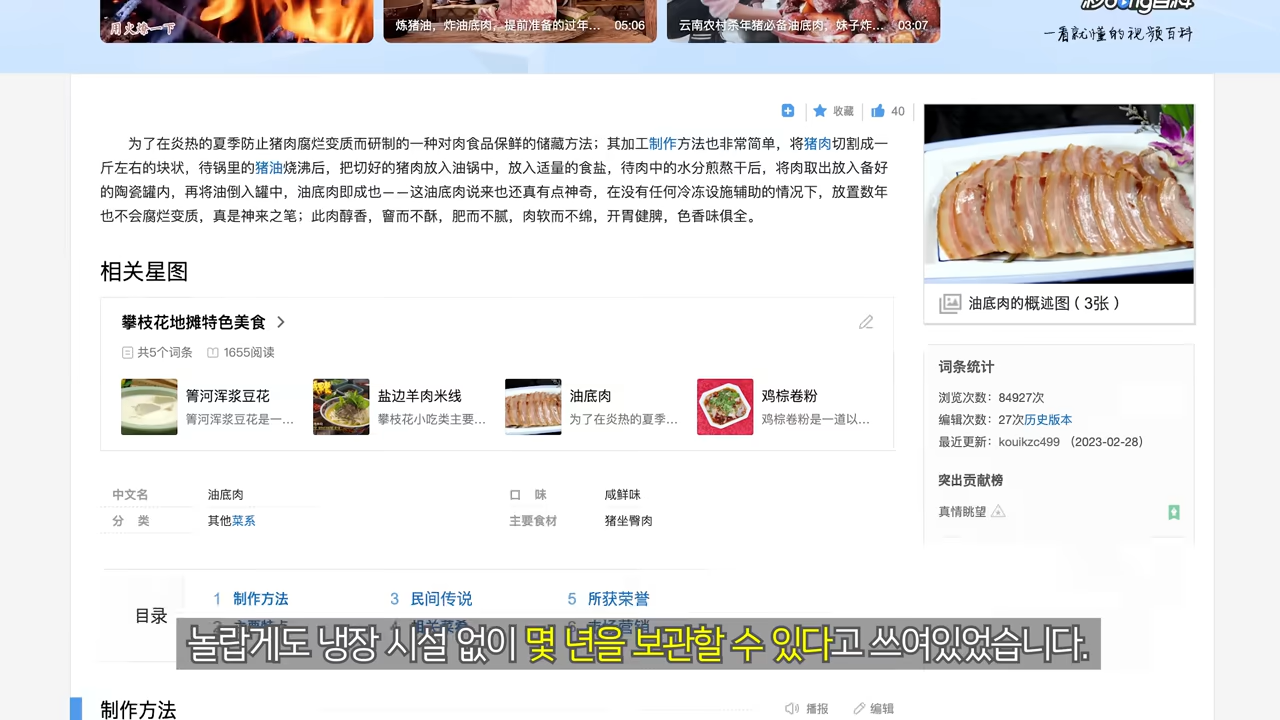 用火烤一下
炼猪油，炸油底肉，提前准备的过年... 05:06
云南农村杀年猪必备油底肉，妹子炸... 03:07
秒懂百科
一看就懂的视频百科
收藏 40
为了在炎热的夏季防止猪肉腐烂变质而研制的一种对肉食品保鲜的储藏方法；其加工制作方法也非常简单，将猪肉切割成一
斤左右的块状，待锅里的猪油烧沸后，把切好的猪肉放入油锅中，放入适量的食盐，待肉中的水分煎熬干后，将肉取出放入备好
的陶瓷罐内，再将油倒入罐中，油底肉即成也——这油底肉说来也还真有点神奇，在没有任何冷冻设施辅助的情况下，放置数年
也不会腐烂变质，真是神来之笔；此肉醇香，窨而不酥，肥而不腻，肉软而不绵，开胃健脾，色香味俱全。
油底肉的概述图（3张）
相关星图
攀枝花地摊特色美食
共5个词条 1655阅读
箐河浑浆豆花
箐河浑浆豆花是一...
盐边羊肉米线
攀枝花小吃类主要...
油底肉
为了在炎热的夏季...
鸡棕卷粉
鸡棕卷粉是一道以...
词条统计
浏览次数：84927次
编辑次数：27次历史版本
最近更新：kouikzc499 （2023-02-28）
突出贡献榜
真情眺望
中文名 油底肉 口味 咸鲜味
分类 其他菜系 主要食材 猪坐臀肉
目录
1 制作方法 3 民间传说 5 所获荣誉
놀랍게도 냉장 시설 없이 몇 년을 보관할 수 있다고 쓰여있었습니다.
制作方法 播报 编辑